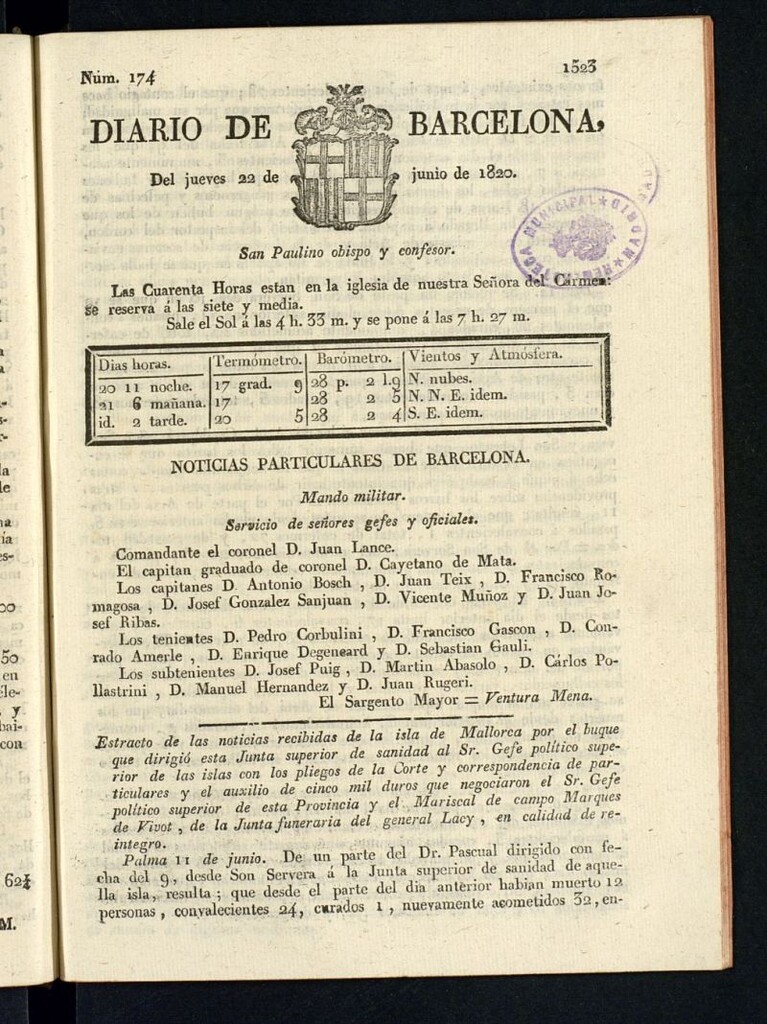 Núm. 174
1523
DIARIO DE BARCELONA,
Del jueves 22 de junio de 1820.
MUNICIPAL ★ MADRID ★
San Paulino obispo y confesor.
Las Cuarenta Horas estan en la iglesia de nuestra Señora del Cármen:
se reserva á las siete y media.
Sale el Sol á las 4 h. 33 m. y se pone á las 7 h. 27 m.
Dias horas. Termómetro. Barómetro. Vientos y Atmósfera.
20 11 noche. 17 grad. 9 28 p. 2 l.9 N. nubes.
21 6 mañana. 17 28 2 5 N. N. E. idem.
id. 2 tarde. 20 5 28 2 4 S. E. idem.
NOTICIAS PARTICULARES DE BARCELONA.
Mando militar.
Servicio de señores gefes y oficiales.
Comandante el coronel D. Juan Lance.
El capitan graduado de coronel D. Cayetano de Mata.
Los capitanes D. Antonio Bosch , D. Juan Teix , D. Francisco Ro-
magosa , D. Josef Gonzalez Sanjuan , D. Vicente Muñoz y D. Juan Jo-
sef Ribas.
Los tenientes D. Pedro Corbulini , D. Francisco Gascon , D. Con-
rado Amerle , D. Enrique Degeneard y D. Sebastian Gauli.
Los subtenientes D. Josef Puig , D. Martin Abasolo , D. Cárlos Po-
llastrini , D. Manuel Hernandez y D. Juan Rugeri.
El Sargento Mayor = Ventura Mena.
Estracto de las noticias recibidas de la isla de Mallorca por el buque
que dirigió esta Junta superior de sanidad al Sr. Gefe político supe-
rior de las islas con los pliegos de la Corte y correspondencia de par-
ticulares y el auxilio de cinco mil duros que negociaron el Sr. Gefe
político superior de esta Provincia y el Mariscal de campo Marques
de Vivot , de la Junta funeraria del general Lacy , en calidad de re-
integro.
Palma 11 de junio. De un parte del Dr. Pascual dirigido con fe-
cha del 9, desde Son Servera á la Junta superior de sanidad de aque-
lla isla, resulta ; que desde el parte del dia anterior habian muerto 12
personas , convalecientes 24, curados 1 , nuevamente acometidos 32, en-